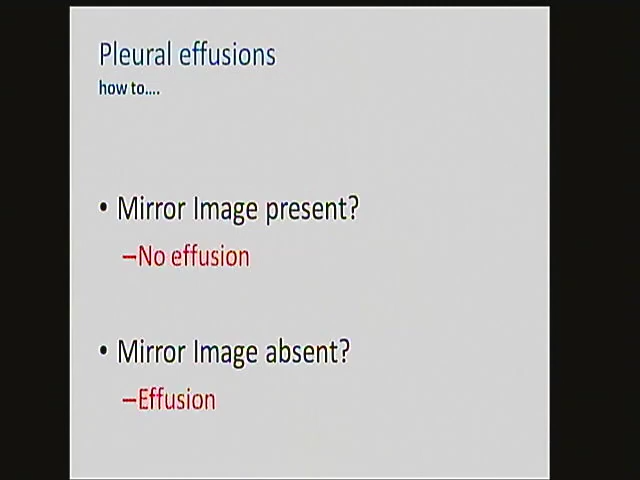 Pleural effusions
how to....
• Mirror Image present?
–No effusion
• Mirror Image absent?
–Effusion